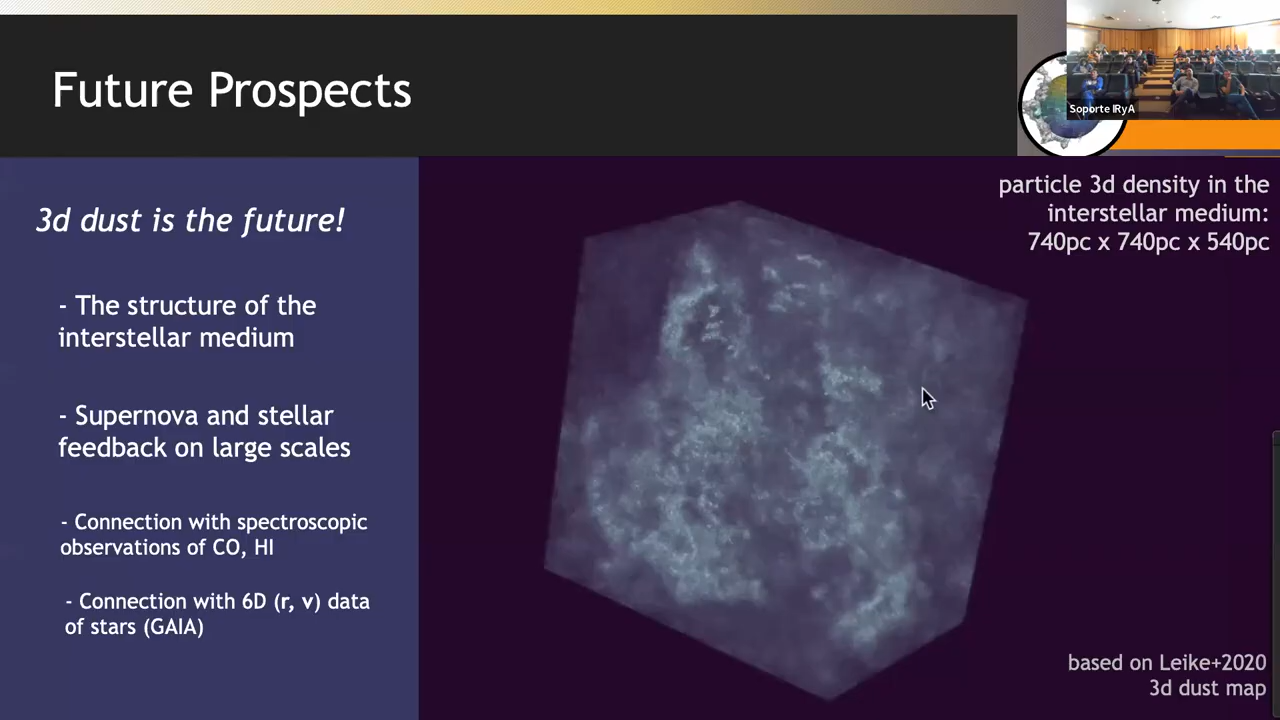 Future Prospects
Soporte IRyA
3d dust is the future!
- The structure of the
interstellar medium
- Supernova and stellar
feedback on large scales
- Connection with spectroscopic
observations of CO, HI
- Connection with 6D (r, v) data
of stars (GAIA)
particle 3d density in the
interstellar medium:
740pc x 740pc x 540pc
based on Leike+2020
3d dust map